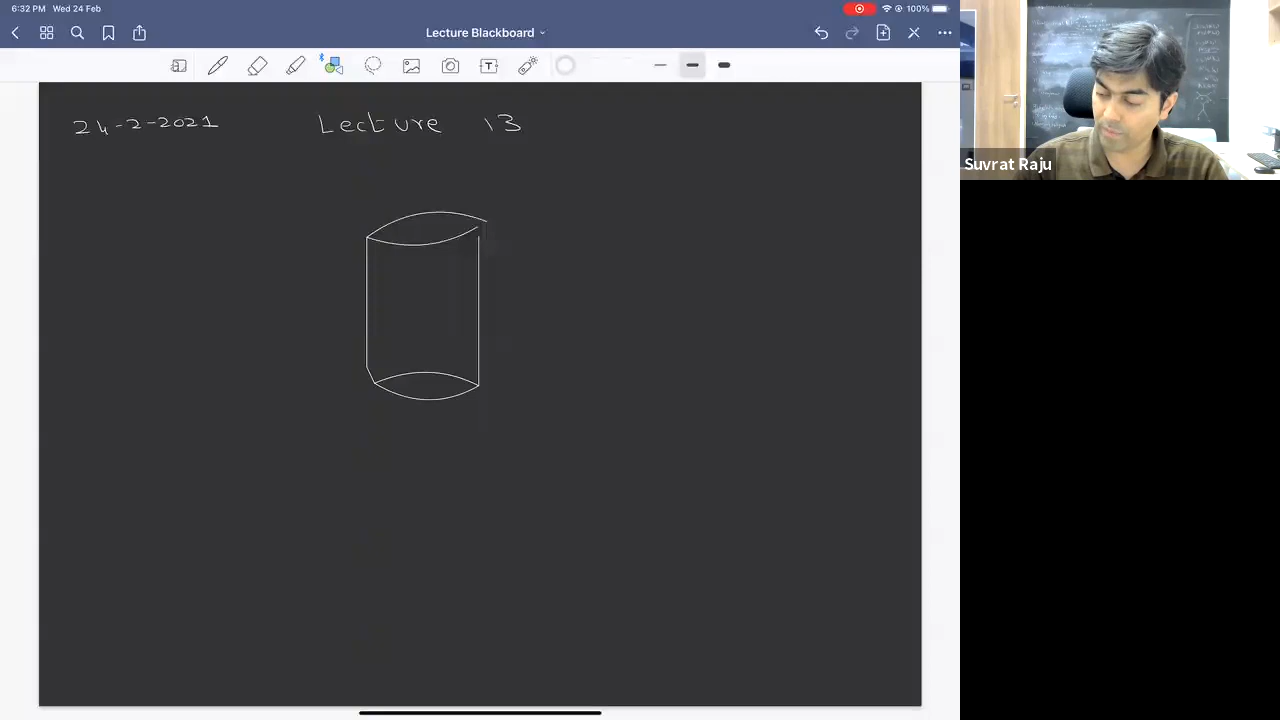 6:32 PM Wed 24 Feb
100%
Lecture Blackboard
T
24-2-2021 Lecture 13
Suvrat Raju